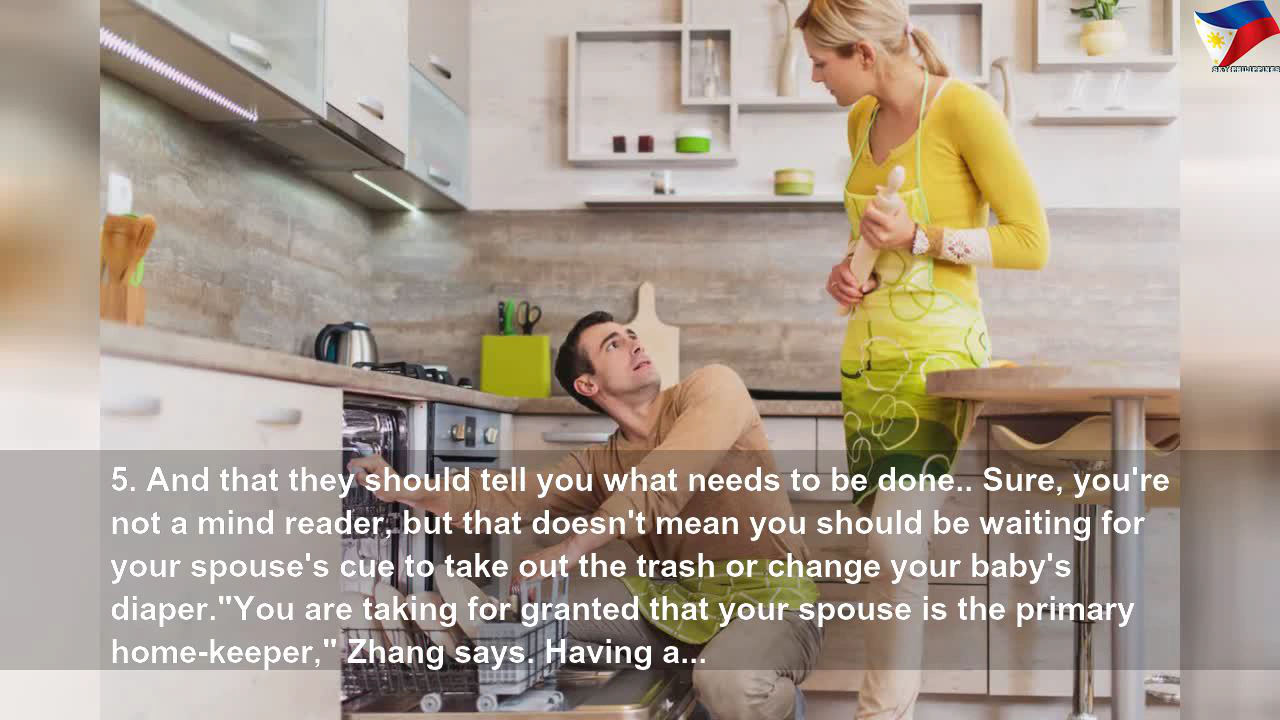 SKYPHILIPPINES
5. And that they should tell you what needs to be done.. Sure, you're
not a mind reader, but that doesn't mean you should be waiting for
your spouse's cue to take out the trash or change your baby's
diaper."You are taking for granted that your spouse is the primary
home-keeper," Zhang says. Having a...